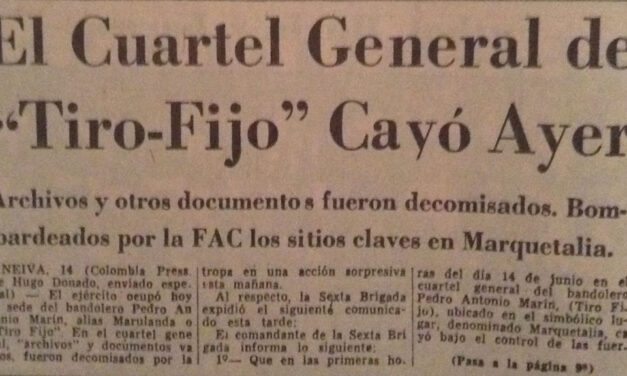 El Cuartel General de
"Tiro-Fijo" Cayó Ayer
Archivos y otros documentos fueron decomisados. Bom-
bardeados por la FAC los sitios claves en Marquetalia.
NEIVA, 14 (Colombia Press.
e Hugo Donado, enviado espe-
al) — El ejército ocupó hoy
sede del bandolero Pedro An
onio Marín, alias Marulanda o
Tiro Fijo". En el cuartel gene
al, "archivos" y documentos va
os, fueron decomisados por la
tropa en una acción sorpresiva
esta mañana.
Al respecto, la Sexta Brigada
expidió el siguiente comunica-
do esta tarde:
El comandante de la Sexta Bri
gada informa lo siguiente:
1º— Que en las primeras ho-
ras del día 14 de junio en el
cuartel general del bandolero
Pedro Antonio Marín, (Tiro Fi-
jo), ubicado en el simbólico lu-
gar, denominado Marquetalia, ca
yó bajo el control de las fuer-
(Pasa a la página 9ª)